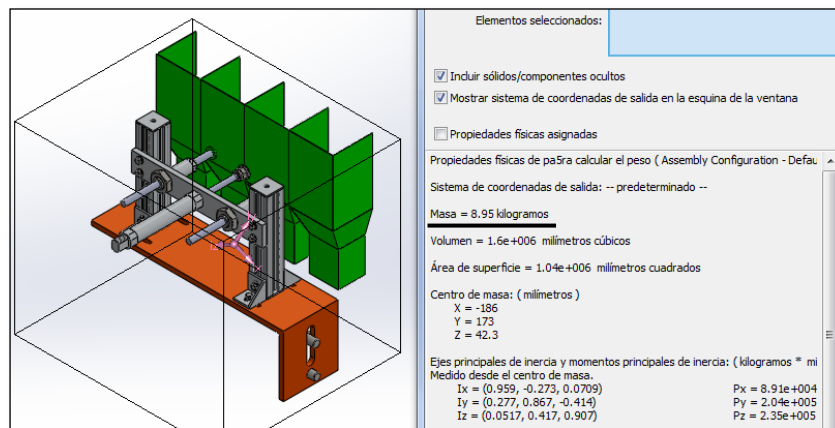 Elementos seleccionados:
Incluir sólidos/componentes ocultos
Mostrar sistema de coordenadas de salida en la esquina de la ventana
Propiedades físicas asignadas
Propiedades físicas de pa5ra calcular el peso ( Assembly Configuration - Defau
Sistema de coordenadas de salida: -- predeterminado --
Masa = 8.95 kilogramos
Volumen = 1.6e+006 milímetros cúbicos
Área de superficie = 1.04e+006 milímetros cuadrados
Centro de masa: ( milímetros )
X = -186
Y = 173
Z = 42.3
Ejes principales de inercia y momentos principales de inercia: ( kilogramos * mi
Medido desde el centro de masa.
Ix = (0.959, -0.273, 0.0709) Px = 8.91e+004
Iy = (0.277, 0.867, -0.414) Py = 2.04e+005
Iz = (0.0517, 0.417, 0.907) Pz = 2.35e+005